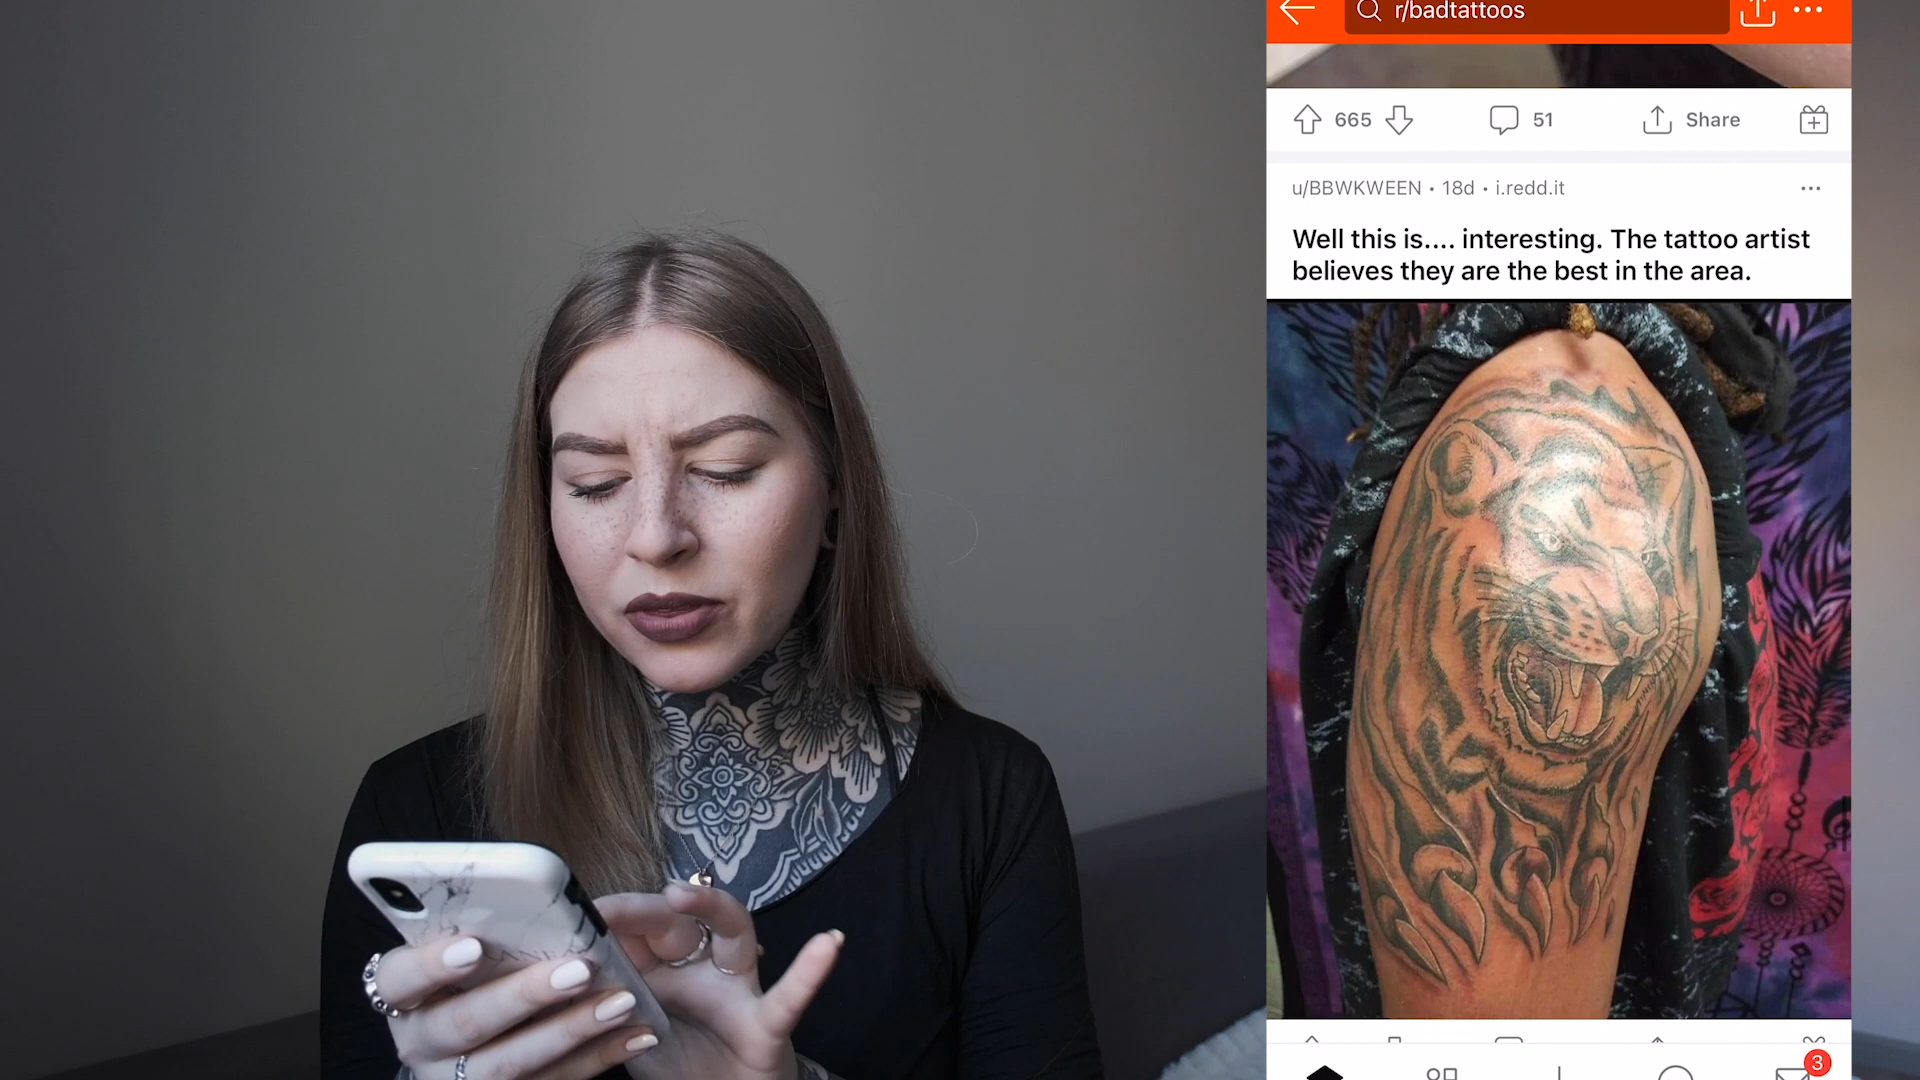 r/badtattoos
665
51
Share
u/BBWKWEEN • 18d • i.redd.it
Well this is.... interesting. The tattoo artist
believes they are the best in the area.
3